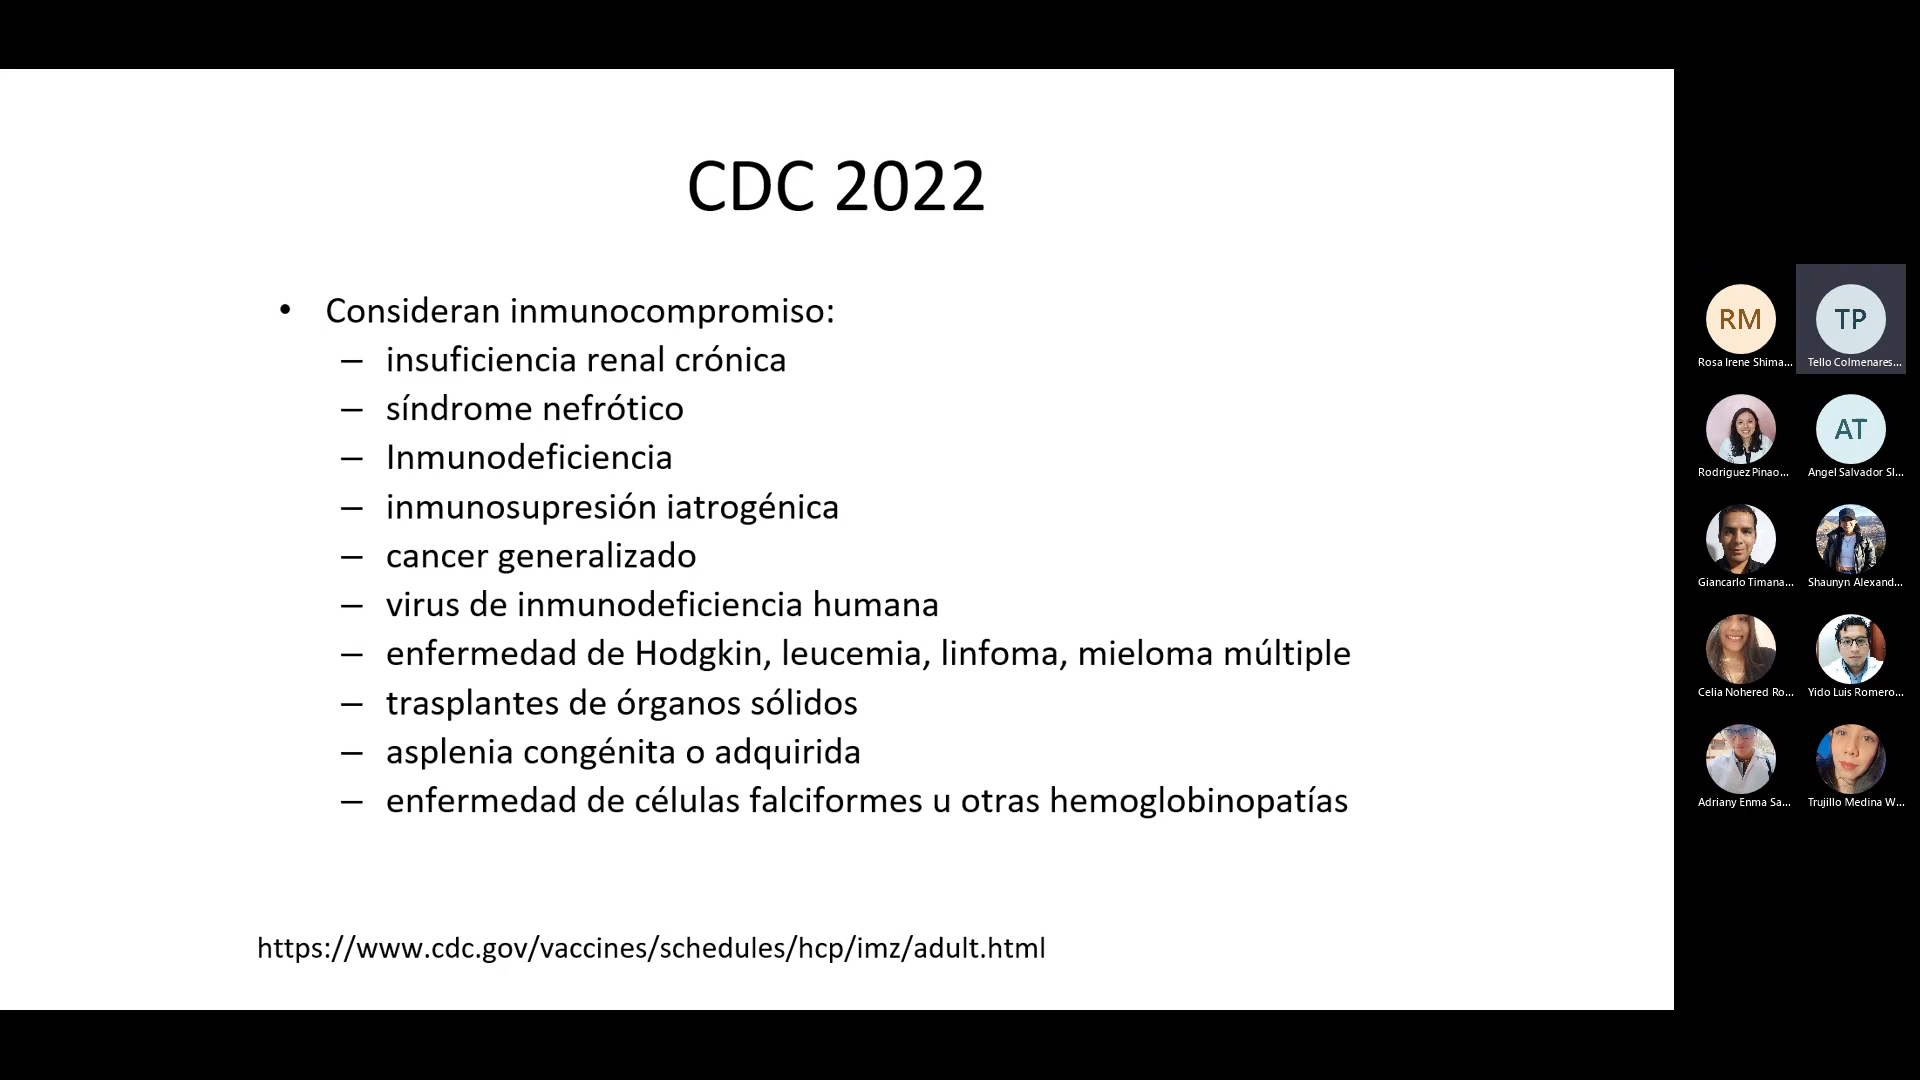 CDC 2022
• Consideran inmunocompromiso:
– insuficiencia renal crónica
– síndrome nefrótico
– Inmunodeficiencia
– inmunosupresión iatrogénica
– cancer generalizado
– virus de inmunodeficiencia humana
– enfermedad de Hodgkin, leucemia, linfoma, mieloma múltiple
– trasplantes de órganos sólidos
– asplenia congénita o adquirida
– enfermedad de células falciformes u otras hemoglobinopatías
https://www.cdc.gov/vaccines/schedules/hcp/imz/adult.html
RM
Rosa Irene Shima...
TP
Tello Colmenares...
Rodriguez Pinao...
AT
Angel Salvador Sl...
Giancarlo Timana...
Shaunyn Alexand...
Celia Nohered Ro...
Yido Luis Romero...
Adriany Enma Sa...
Trujillo Medina W...